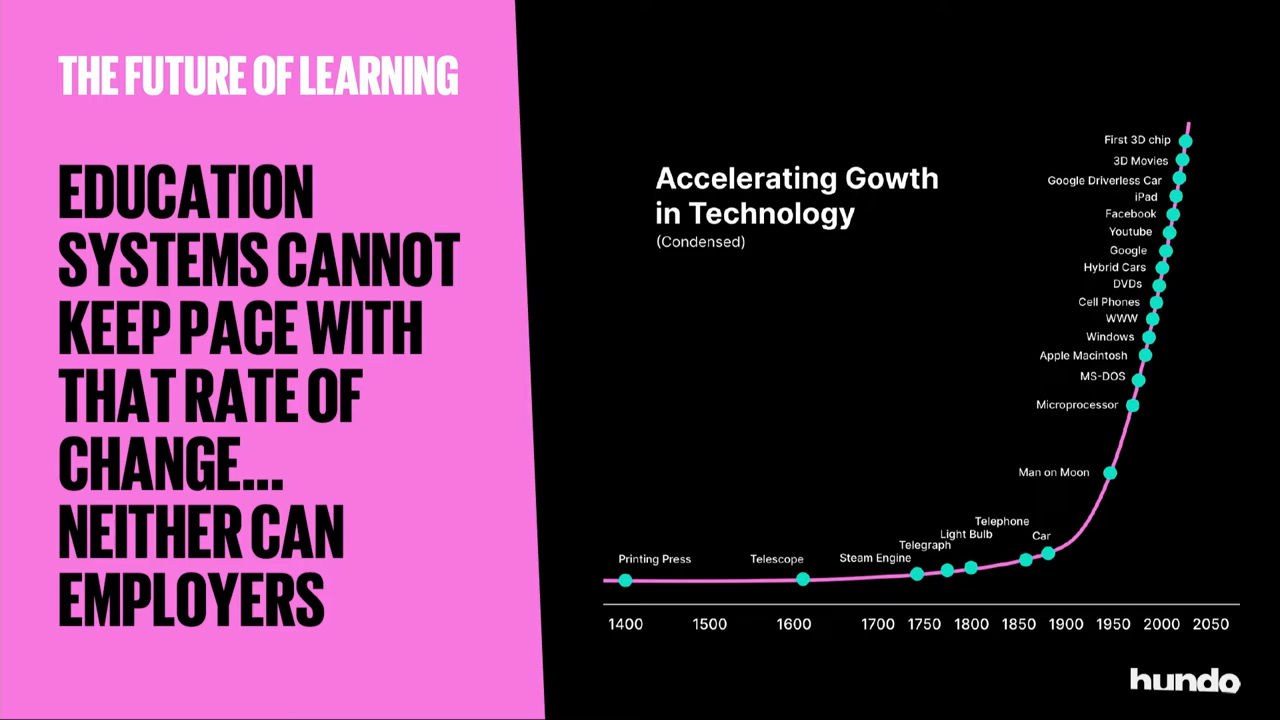 THE FUTURE OF LEARNING
EDUCATION
SYSTEMS CANNOT
KEEP PACE WITH
THAT RATE OF
CHANGE...
NEITHER CAN
EMPLOYERS
Accelerating Gowth
in Technology
(Condensed)
First 3D chip
3D Movies
Google Driverless Car
iPad
Facebook
Youtube
Google
Hybrid Cars
DVDs
Cell Phones
WWW
Windows
Apple Macintosh
MS-DOS
Microprocessor
Man on Moon
Telephone
Light Bulb
Car
Telegraph
Steam Engine
Telescope
Printing Press
1400 1500 1600 1700 1750 1800 1850 1900 1950 2000 2050
hundo